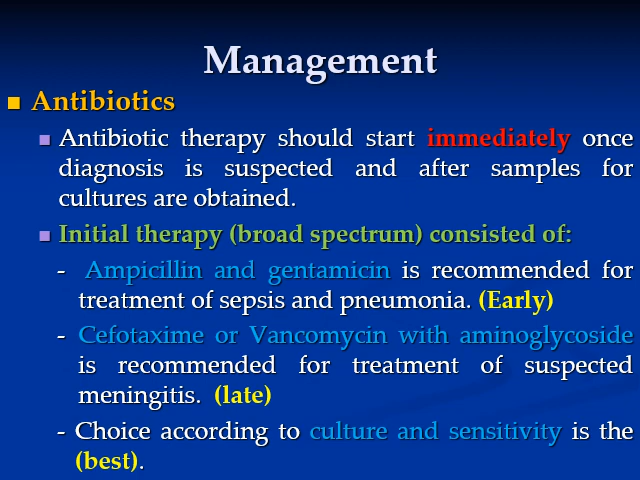 Management
Antibiotics
Antibiotic therapy should start immediately once
diagnosis is suspected and after samples for
cultures are obtained.
Initial therapy (broad spectrum) consisted of:
- Ampicillin and gentamicin is recommended for
treatment of sepsis and pneumonia. (Early)
- Cefotaxime or Vancomycin with aminoglycoside
is recommended for treatment of suspected
meningitis. (late)
- Choice according to culture and sensitivity is the
(best).